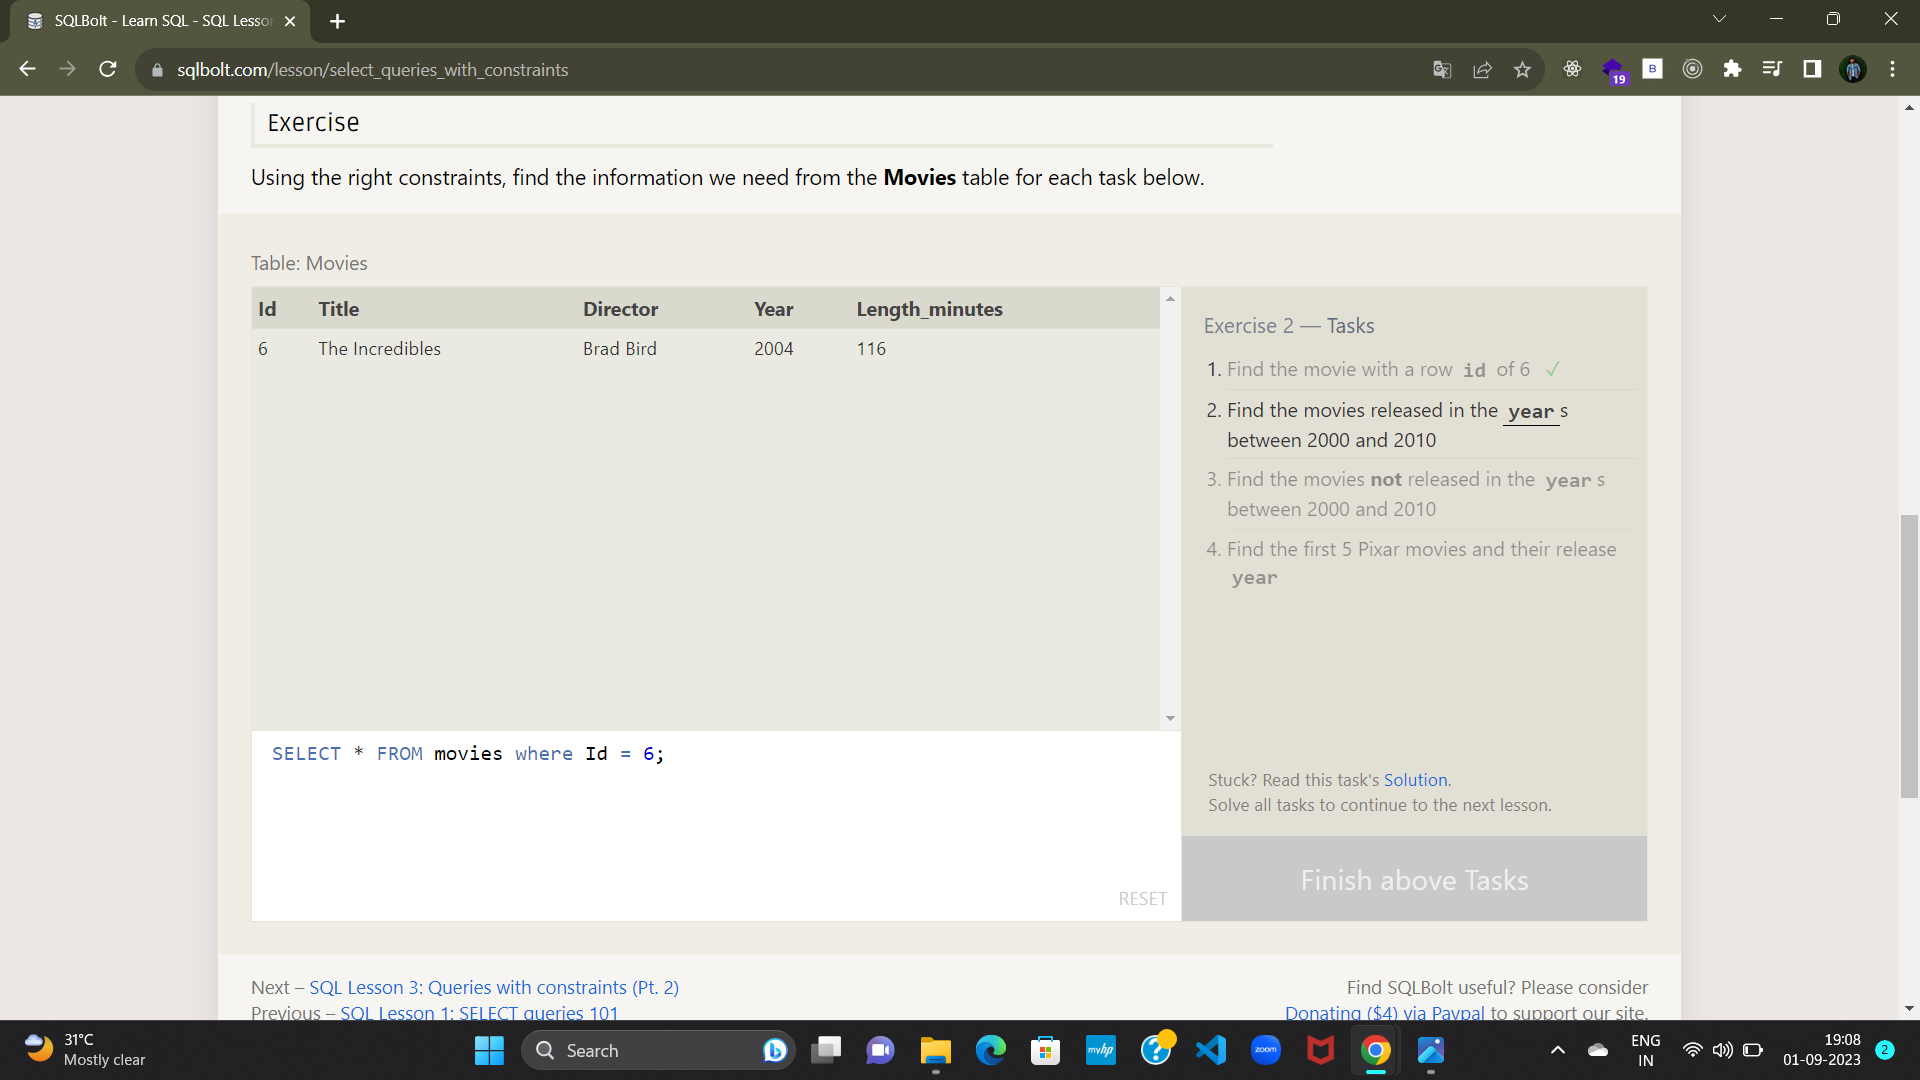 SQLBolt - Learn SQL - SQL Lesson
sqlbolt.com/lesson/select_queries_with_constraints
19
B
Exercise
Using the right constraints, find the information we need from the Movies table for each task below.
Table: Movies
Id Title Director Year Length_minutes
6 The Incredibles Brad Bird 2004 116
Exercise 2 — Tasks
1. Find the movie with a row id of 6 ✓
2. Find the movies released in the year s
between 2000 and 2010
3. Find the movies not released in the year s
between 2000 and 2010
4. Find the first 5 Pixar movies and their release
year
SELECT * FROM movies where Id = 6;
RESET
Stuck? Read this task's Solution.
Solve all tasks to continue to the next lesson.
Finish above Tasks
Next – SQL Lesson 3: Queries with constraints (Pt. 2)
Previous – SQL Lesson 1: SELECT queries 101
Find SQLBolt useful? Please consider
Donating ($4) via Paypal to support our site.
31°C
Mostly clear
Search
myhp
zoom
ENG
IN
19:08
01-09-2023
2